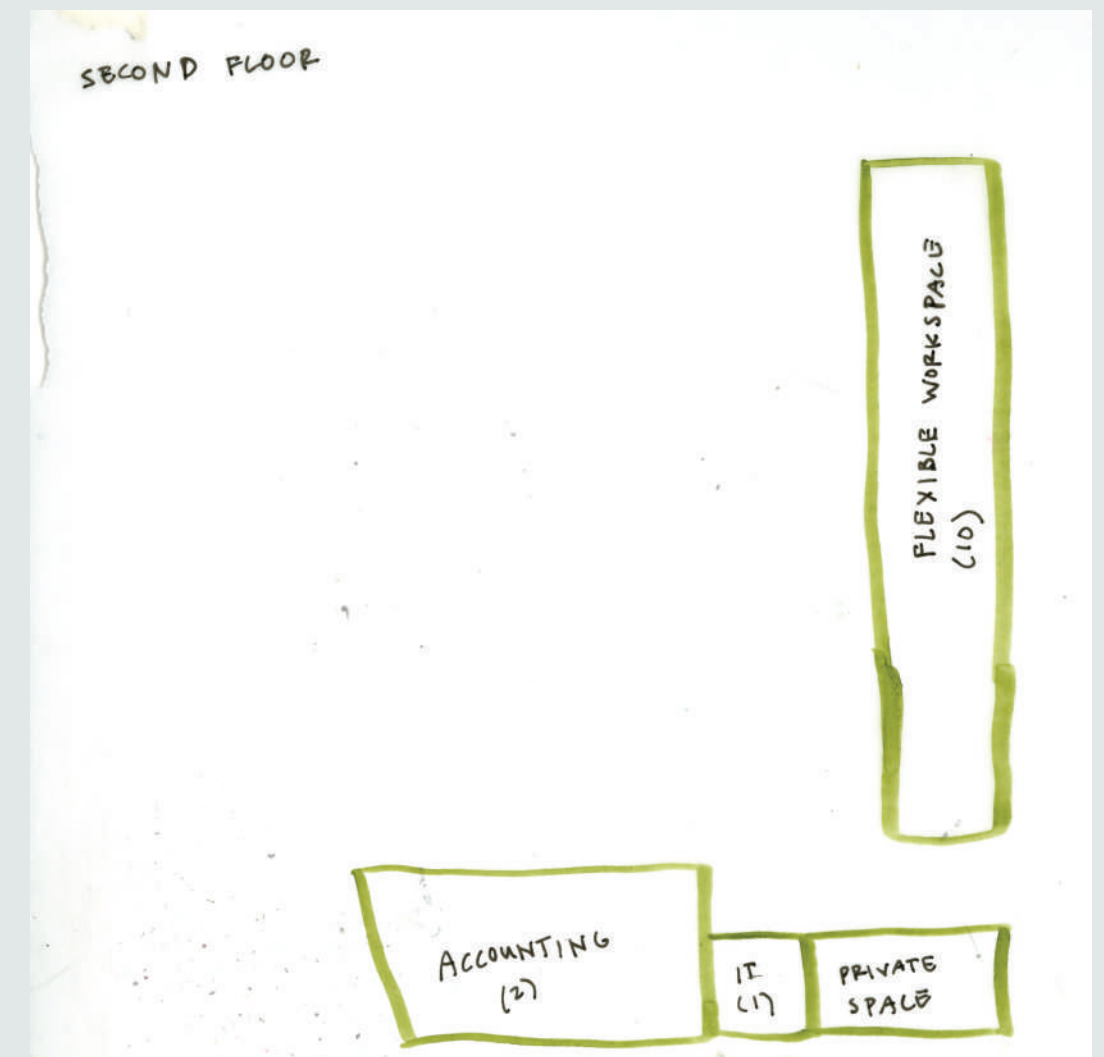 SECOND FLOOR
FLEXIBLE WORKSPACE
(10)
ACCOUNTING
(2)
IT
(1)
PRIVATE
SPACE